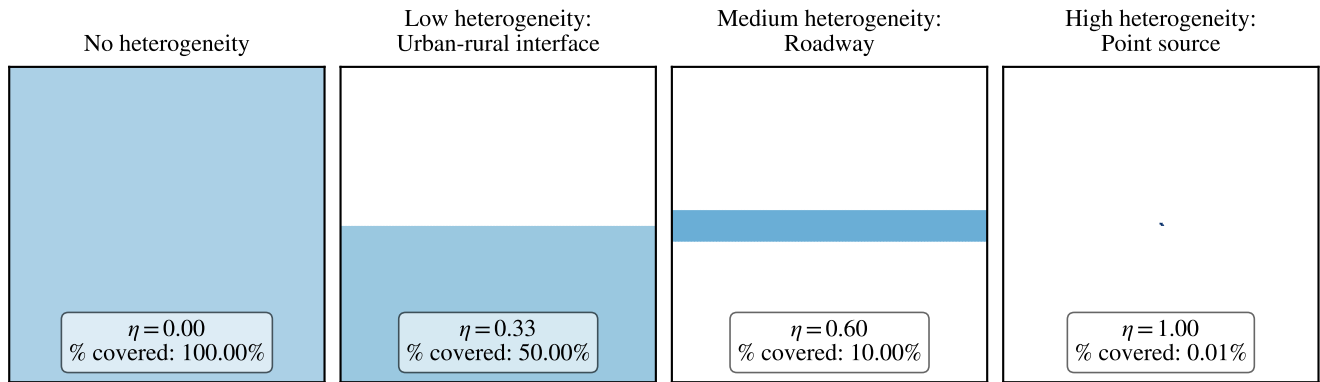 No heterogeneity
Low heterogeneity:
Urban-rural interface
Medium heterogeneity:
Roadway
High heterogeneity:
Point source
η = 0.00
% covered: 100.00%
η = 0.33
% covered: 50.00%
η = 0.60
% covered: 10.00%
η = 1.00
% covered: 0.01%